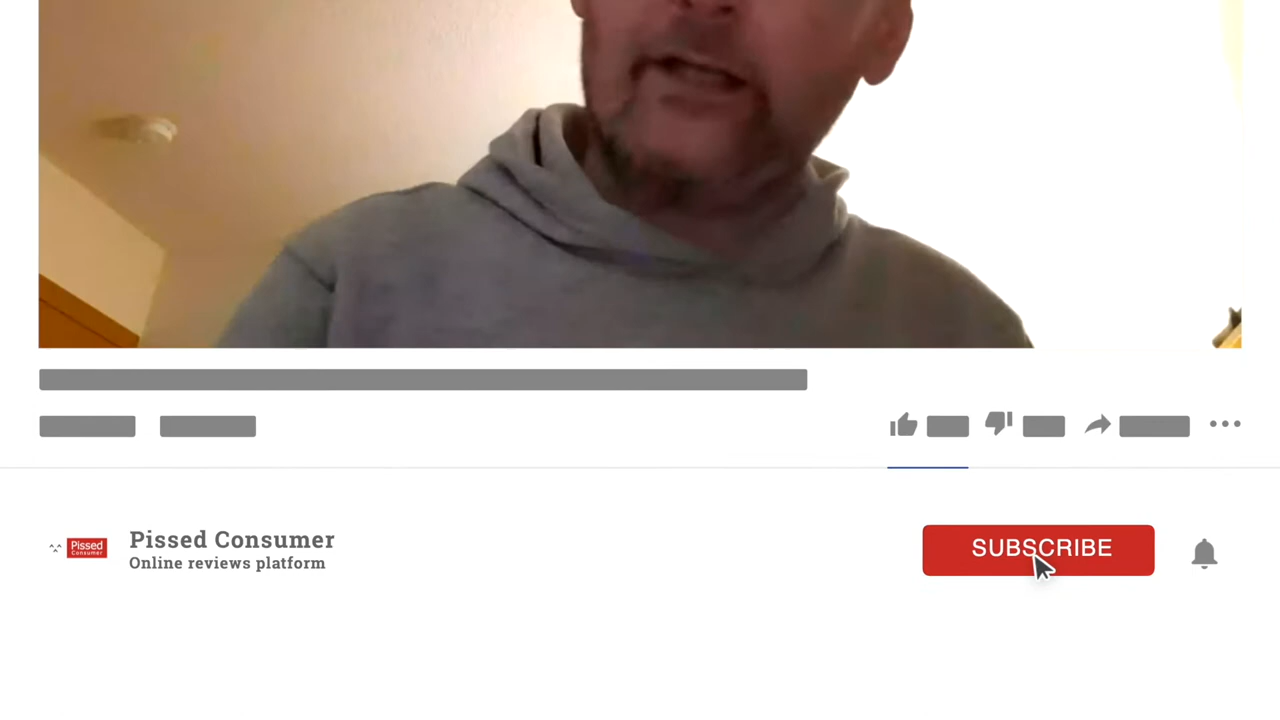 Pissed Consumer
Online reviews platform
Pissed
Consumer
SUBSCRIBE